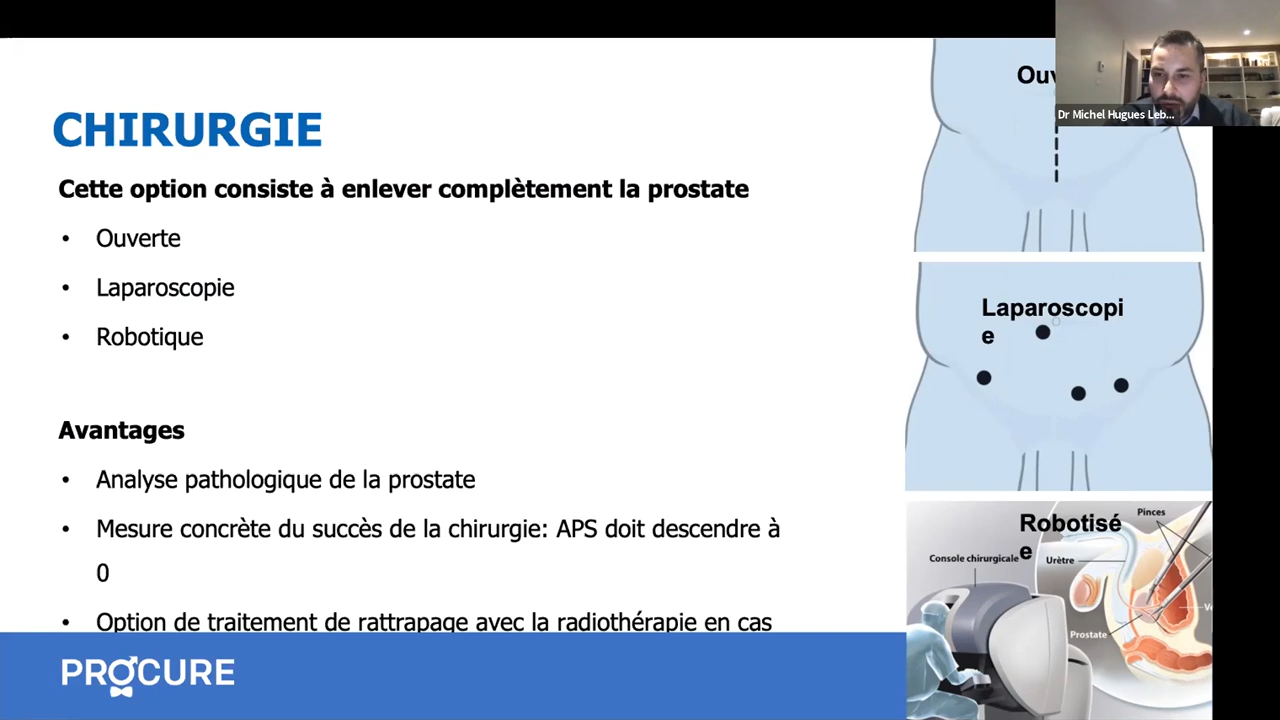 CHIRURGIE
Cette option consiste à enlever complètement la prostate
• Ouverte
• Laparoscopie
• Robotique
Avantages
• Analyse pathologique de la prostate
• Mesure concrète du succès de la chirurgie: APS doit descendre à
0
• Option de traitement de rattrapage avec la radiothérapie en cas
PROCURE
Dr Michel Hugues Leb...
Laparoscopi
e
Robotisé
e
Pinces
Console chirurgicale
Urètre
Prostate